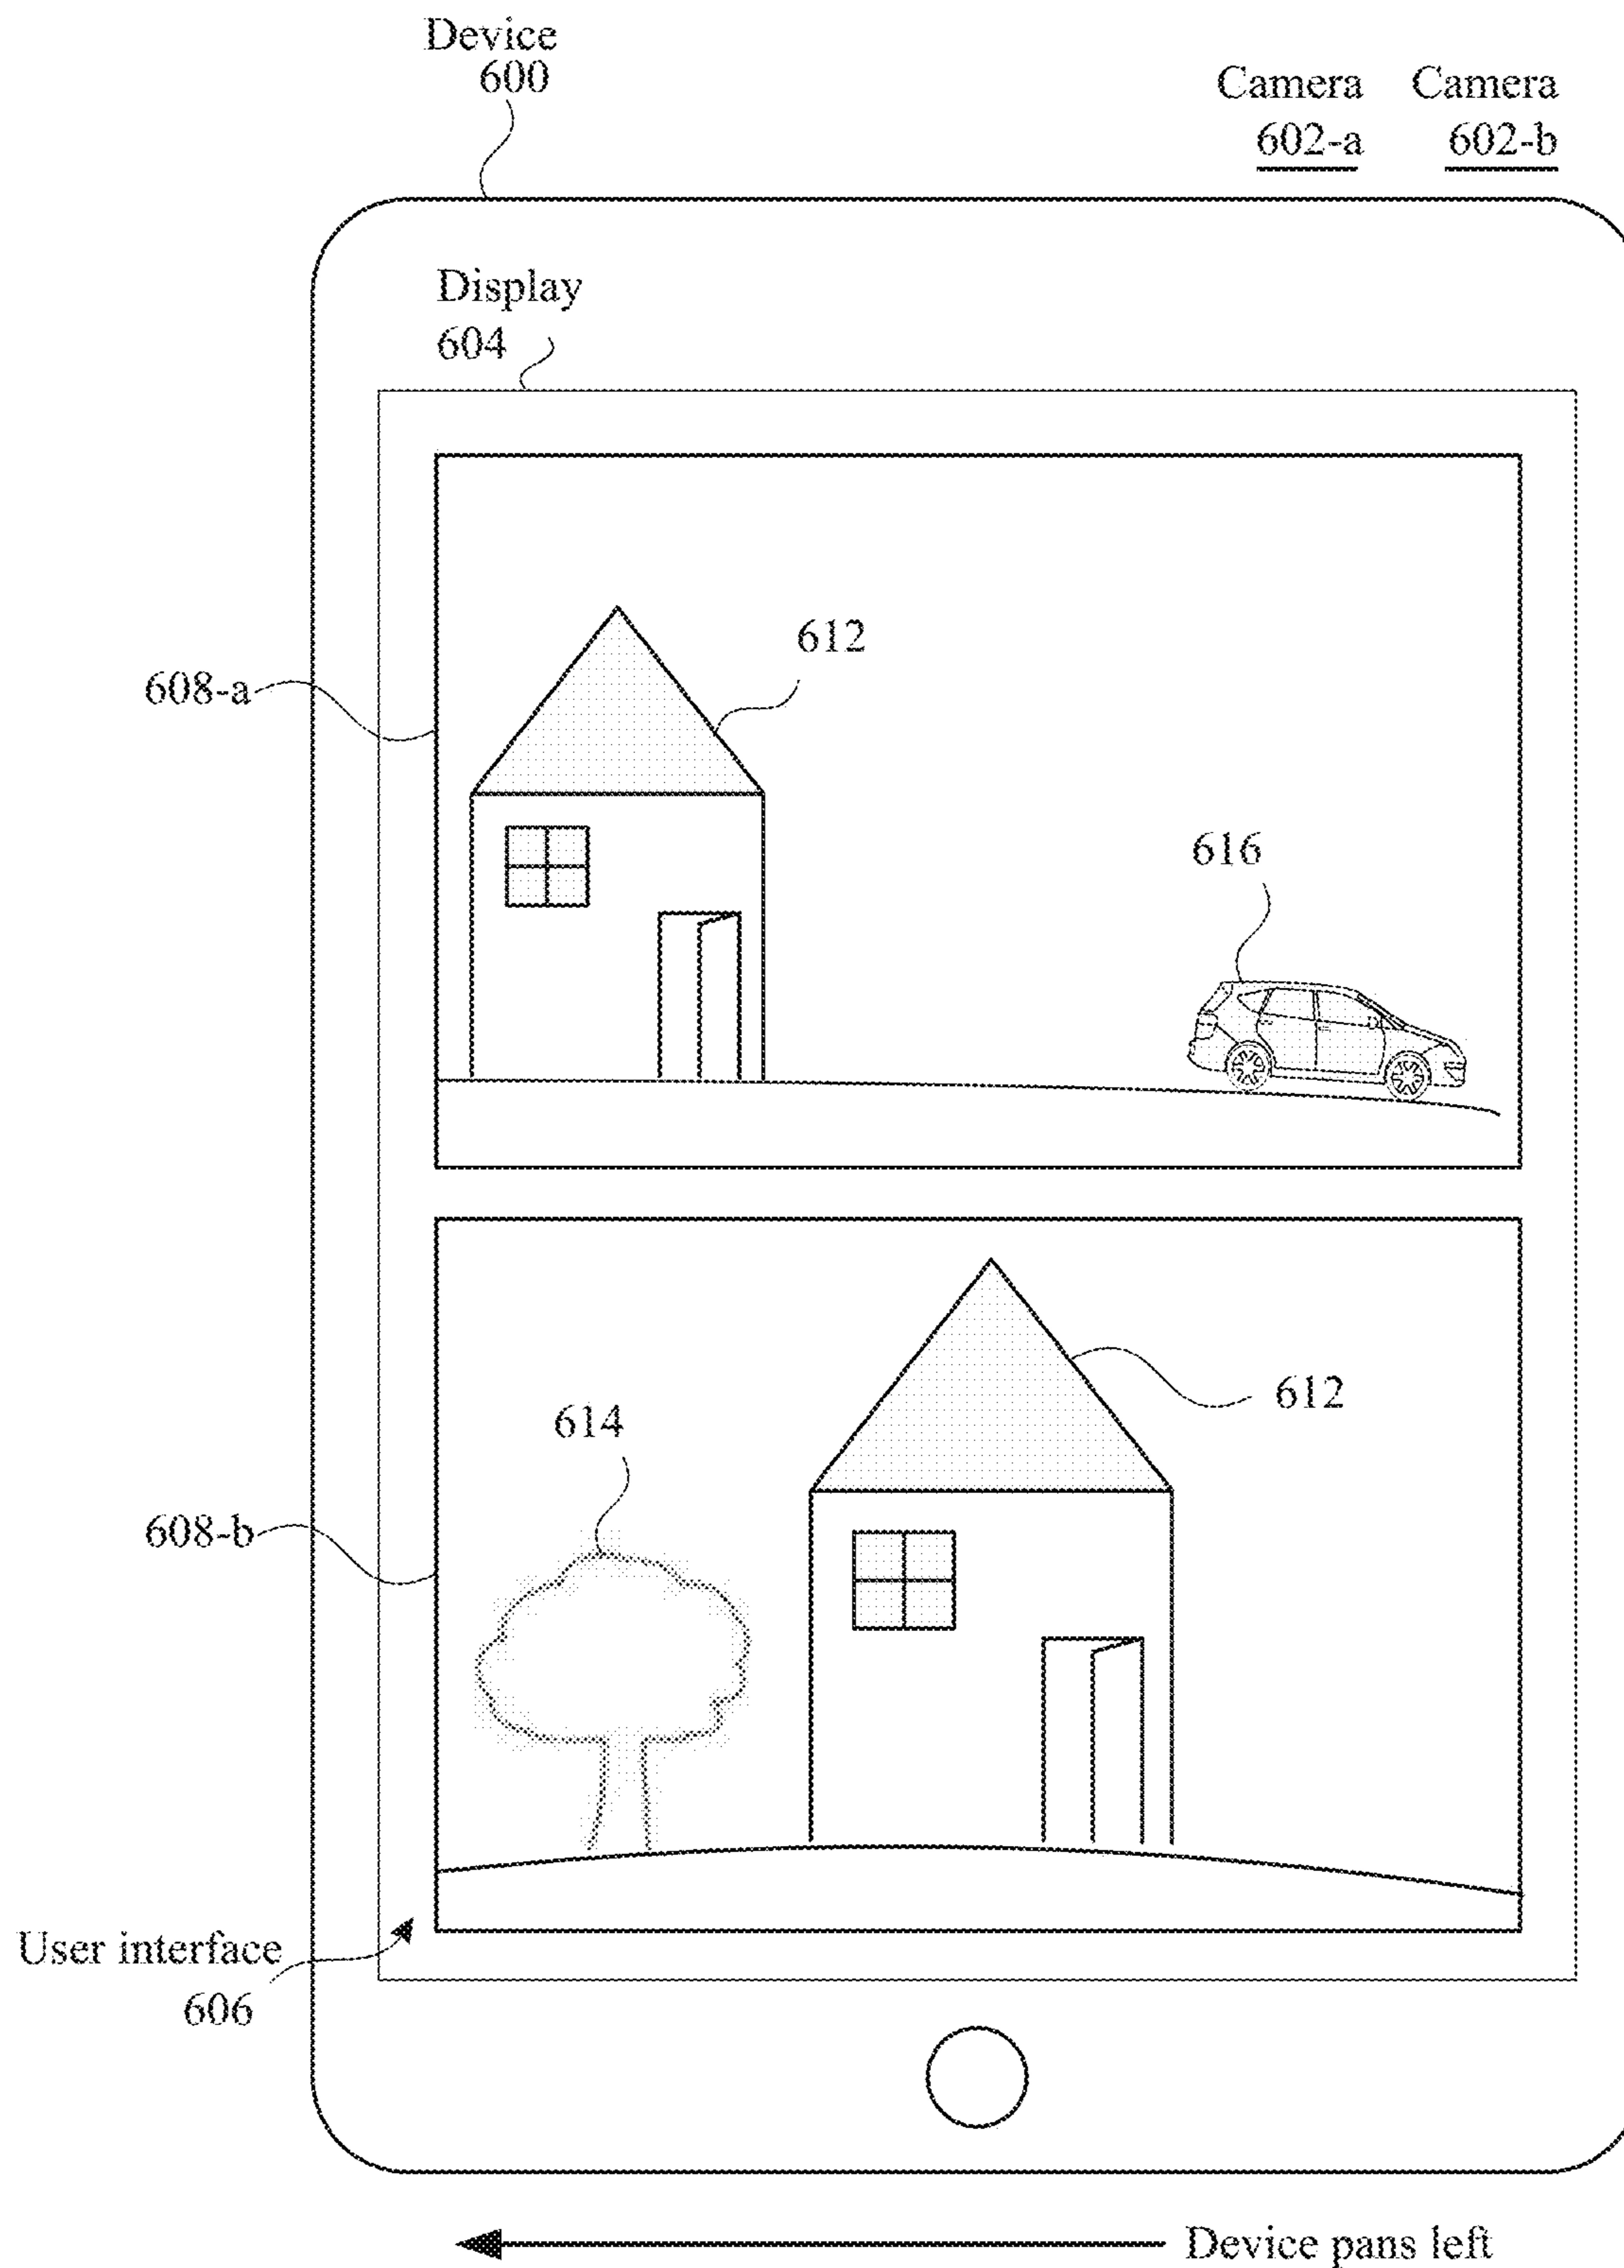 Device
600
Camera Camera
602-a 602-b
Display
604
612
608-a
616
612
614
608-b
User interface
606
Device pans left